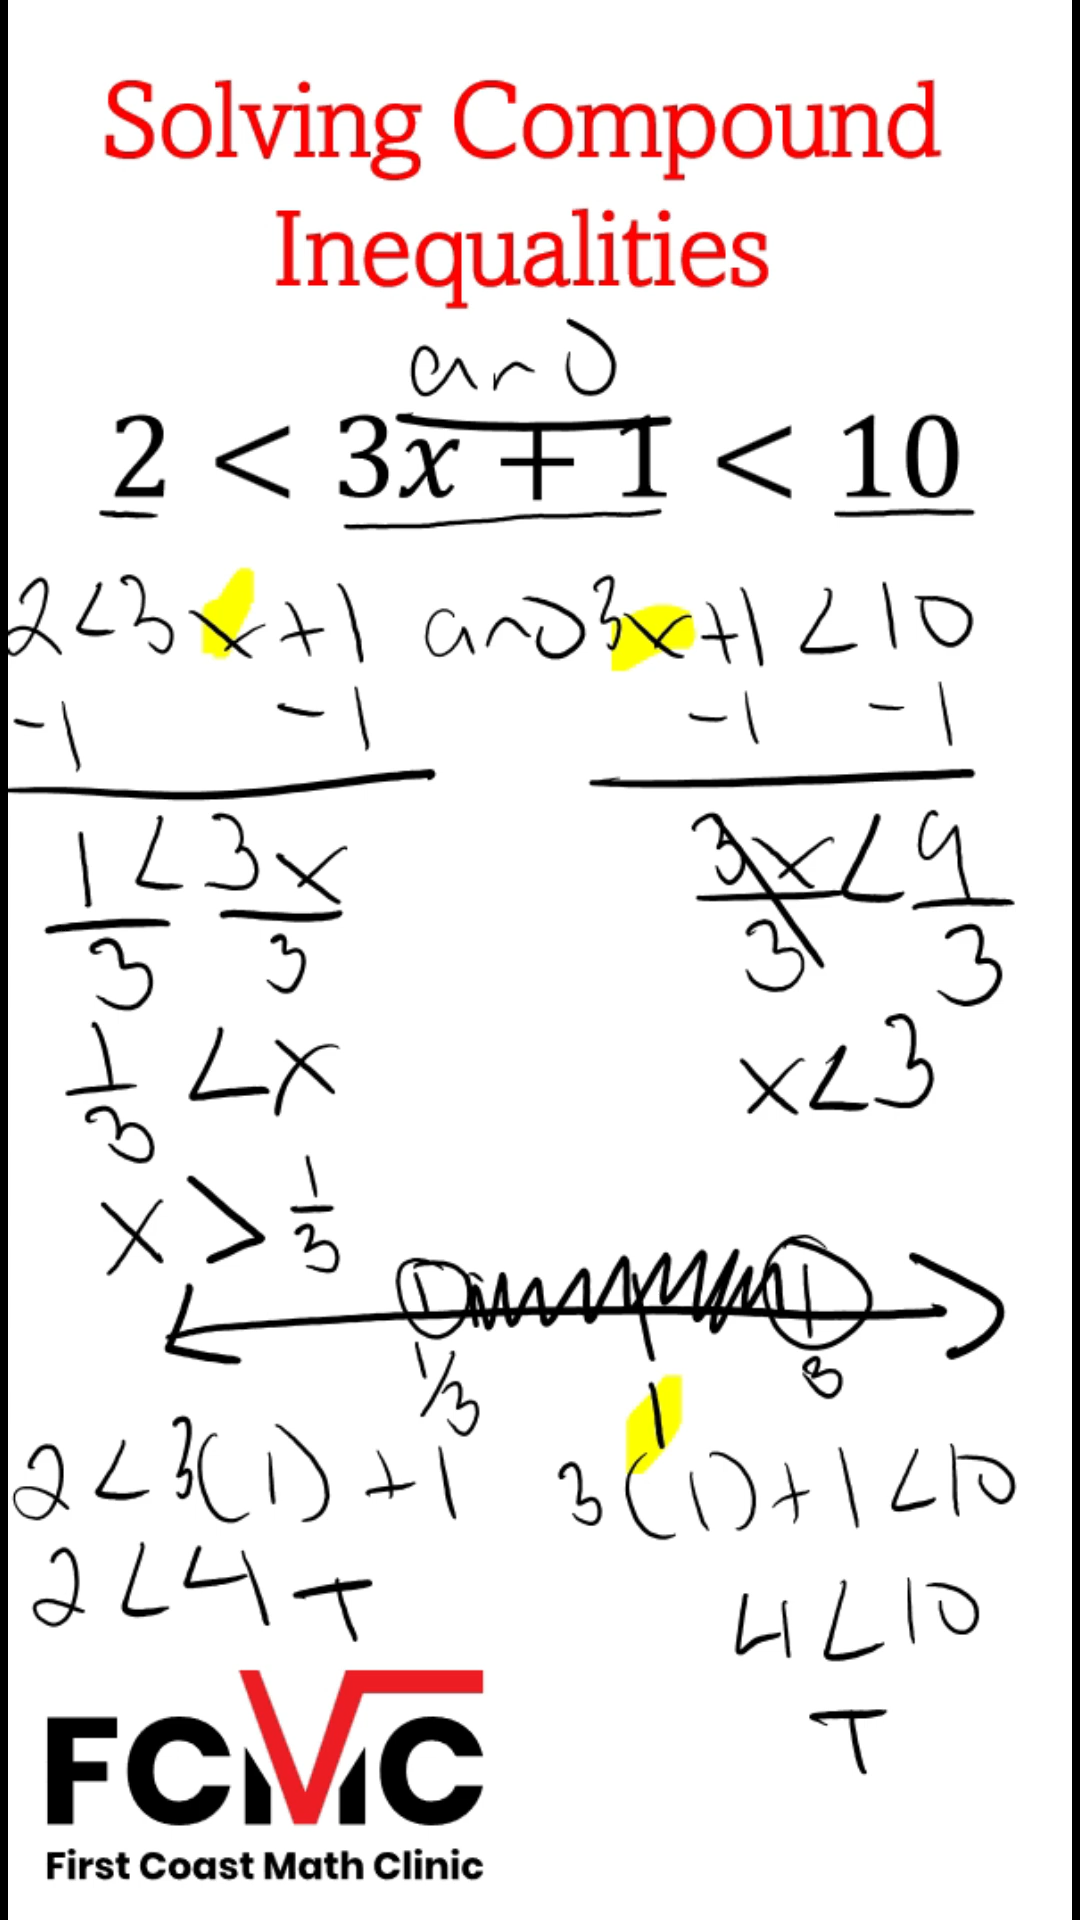 Solving Compound
Inequalities
and
2 < 3x + 1 < 10
2<3x+1 and 3x+1<10
-1 -1 -1 -1
1<3x 3x<9
3 3 3 3
1/3 <x x<3
x > 1/3
1/3 1 3
2<3(1)+1 3(1)+1<10
2<4 T 4<10
T
FCMC
First Coast Math Clinic